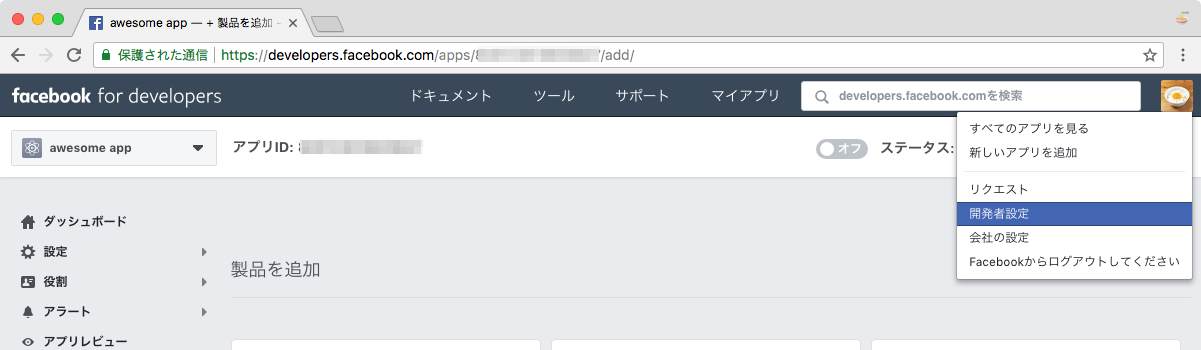 awesome app — + 製品を追加 -
保護された通信 https://developers.facebook.com/apps/ /add/
facebook for developers ドキュメント ツール サポート マイアプリ developers.facebook.comを検索
awesome app アプリID: オフ ステータス:
すべてのアプリを見る
新しいアプリを追加
リクエスト
開発者設定
会社の設定
Facebookからログアウトしてください
ダッシュボード
設定
役割
アラート
アプリレビュー
製品を追加